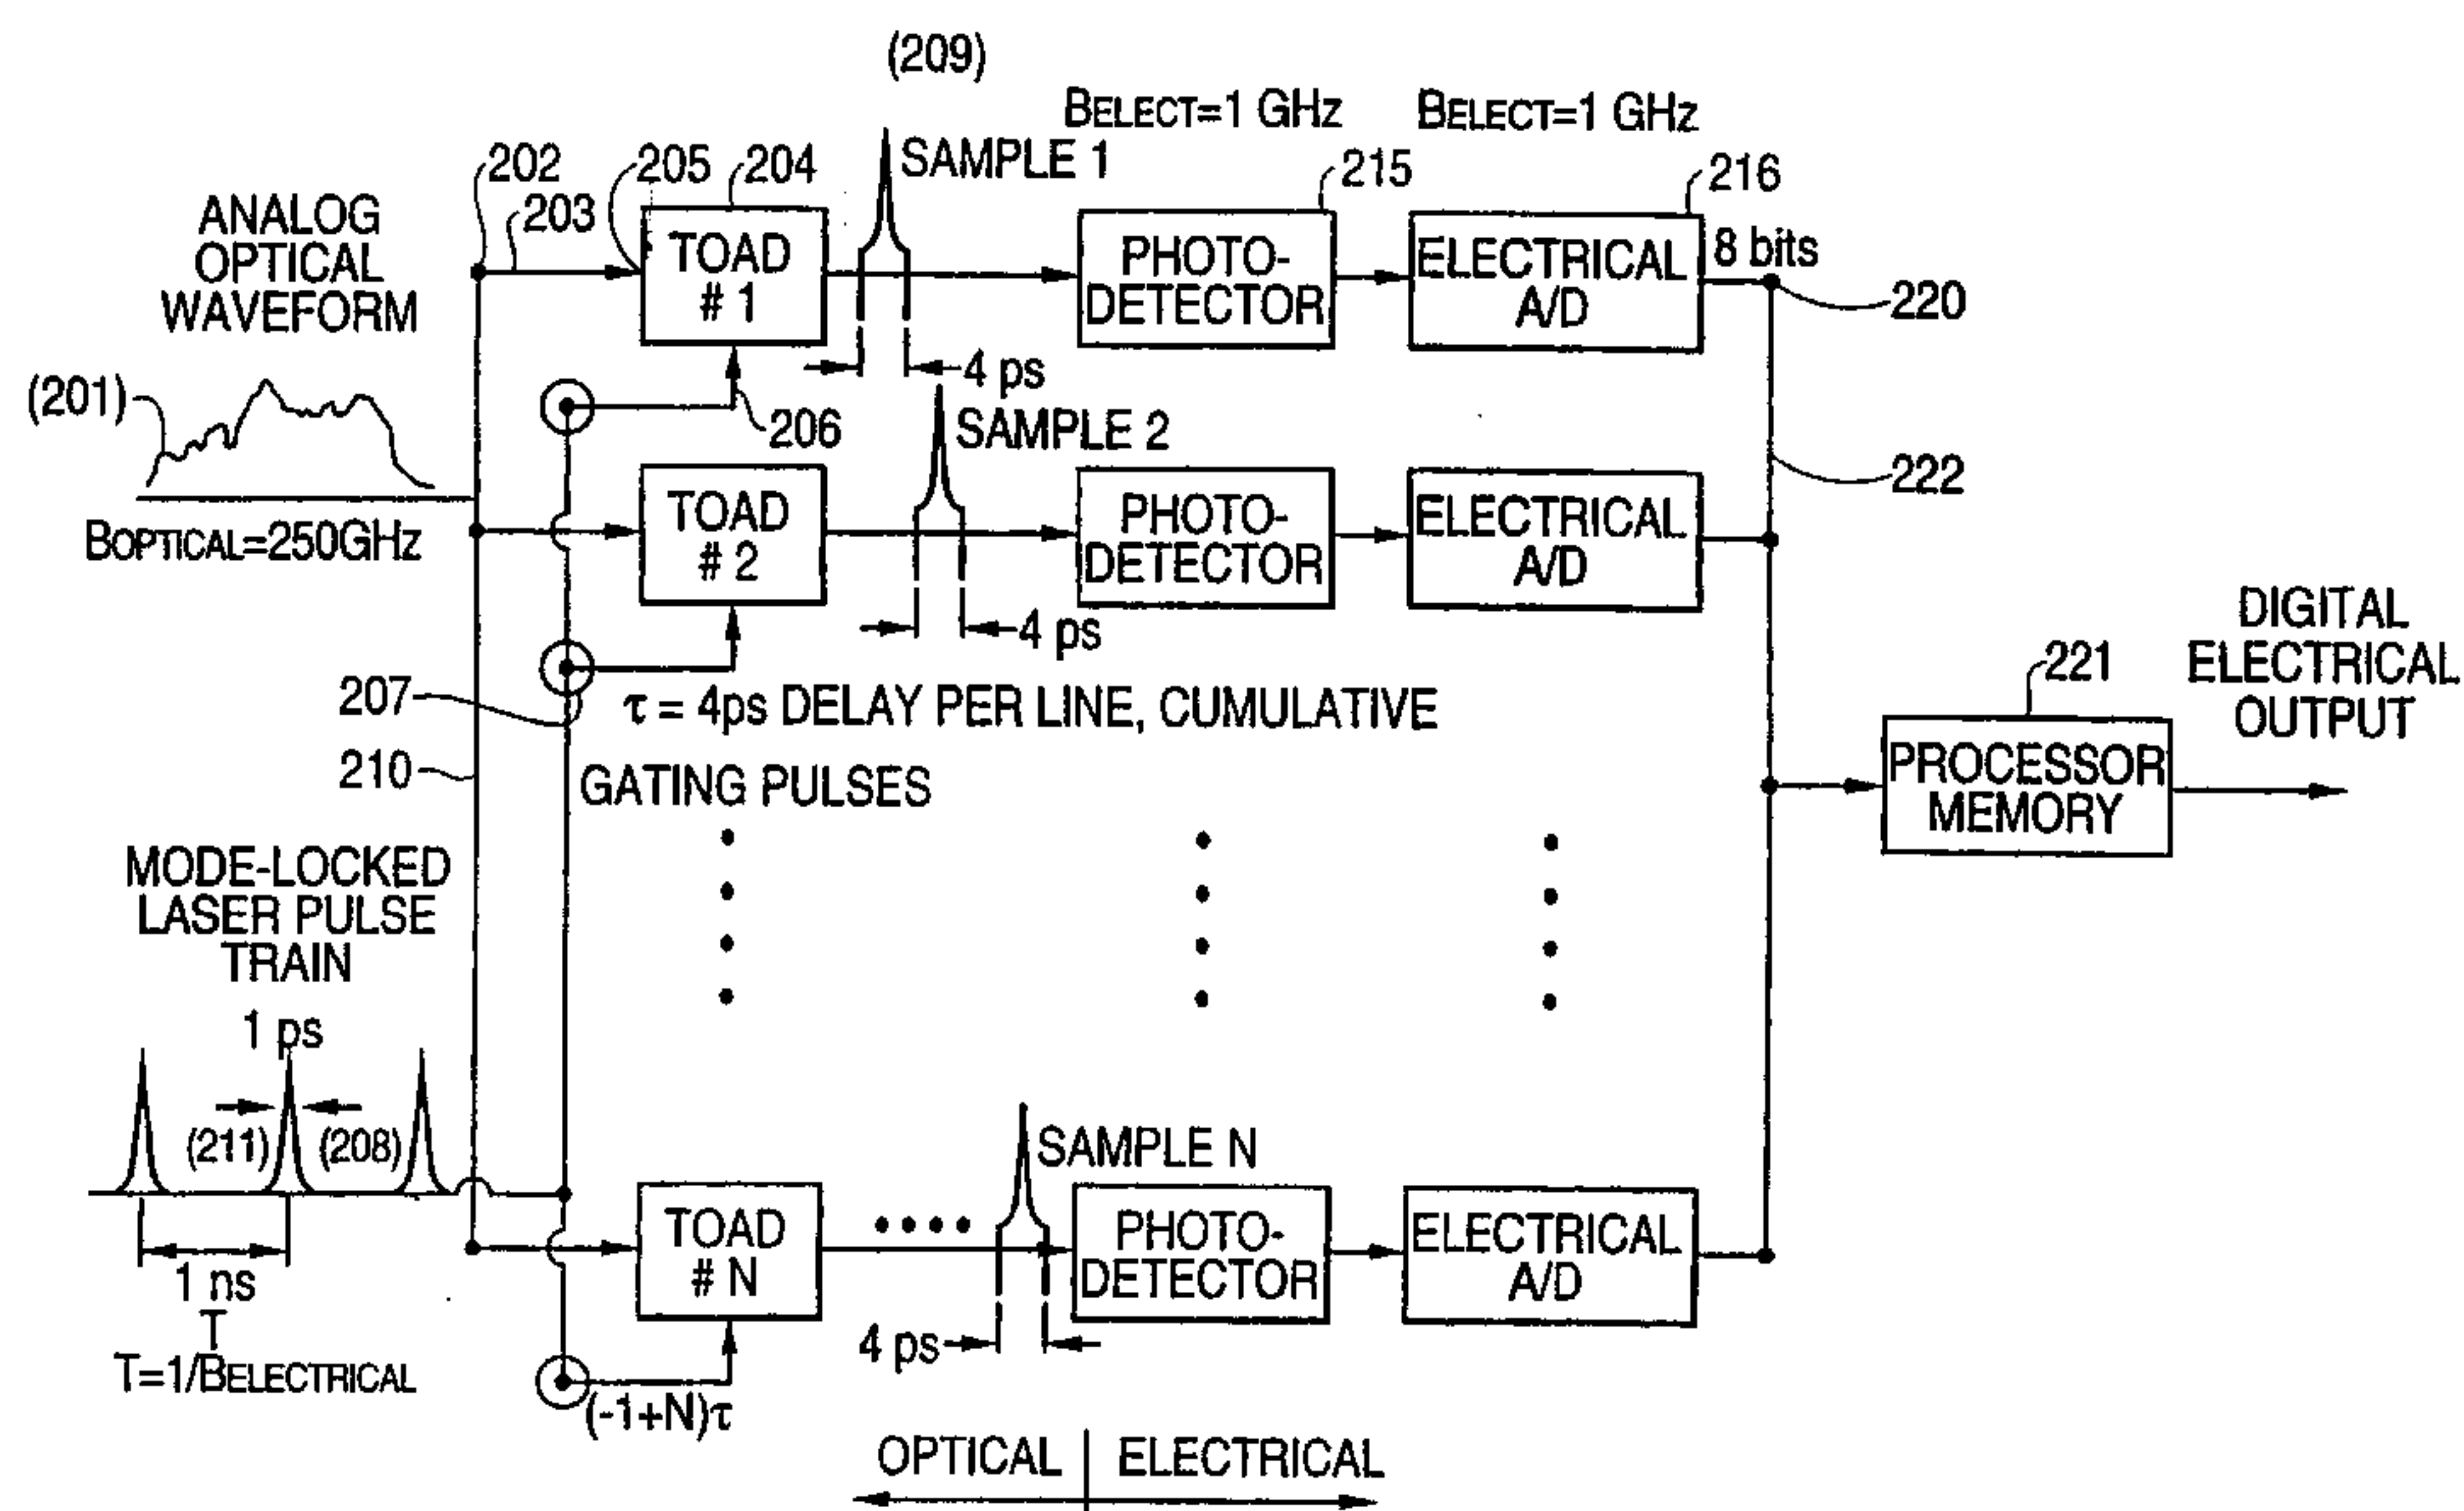 (209)
BELECT=1 GHz
BELECT=1 GHz
202
203
205
204
SAMPLE 1
215
216
ANALOG
OPTICAL
WAVEFORM
TOAD
# 1
PHOTO-
DETECTOR
ELECTRICAL
A/D
8 bits
220
(201)
4 ps
206
SAMPLE 2
222
BOPTICAL=250GHz
TOAD
# 2
PHOTO-
DETECTOR
ELECTRICAL
A/D
4 ps
DIGITAL
ELECTRICAL
OUTPUT
207
τ = 4ps DELAY PER LINE, CUMULATIVE
221
210
GATING PULSES
PROCESSOR
MEMORY
MODE-LOCKED
LASER PULSE
TRAIN
1 ps
(211)
(208)
SAMPLE N
TOAD
# N
PHOTO-
DETECTOR
ELECTRICAL
A/D
1 ns
T
4 ps
T=1/BELECTRICAL
(-1+N)τ
OPTICAL
ELECTRICAL